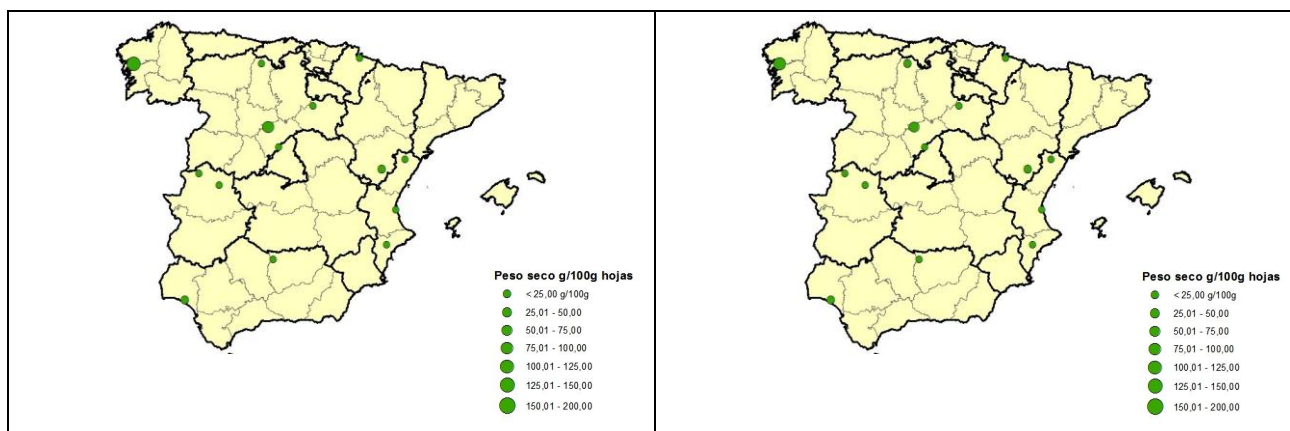 Peso seco g/100g hojas
< 25,00 g/100g
25,01 - 50,00
50,01 - 75,00
75,01 - 100,00
100,01 - 125,00
125,01 - 150,00
150,01 - 200,00
Peso seco g/100g hojas
< 25,00 g/100g
25,01 - 50,00
50,01 - 75,00
75,01 - 100,00
100,01 - 125,00
125,01 - 150,00
150,01 - 200,00